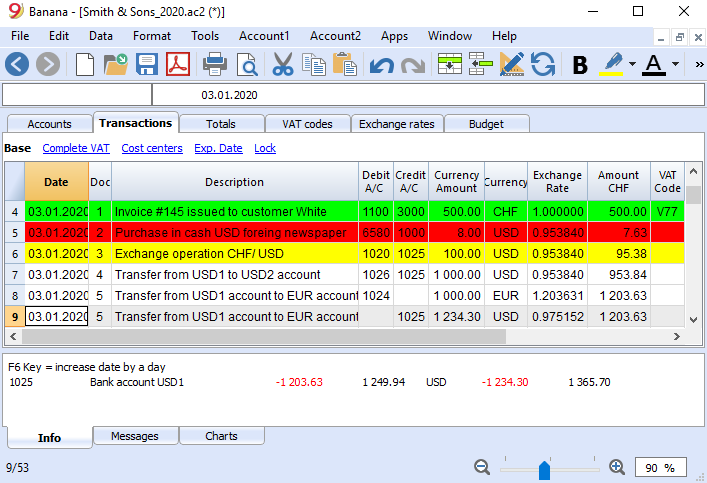 Banana - [Smith & Sons_2020.ac2 (*)]
File Edit Data Format Tools Account1 Account2 Apps Window Help
B A »
03.01.2020
Accounts Transactions Totals VAT codes Exchange rates Budget
Base Complete VAT Cost centers Exp. Date Lock
Date Doc Description Debit A/C Credit A/C Currency Amount Currency Exchange Rate Amount CHF VAT Code
4 03.01.2020 1 Invoice #145 issued to customer White 1100 3000 500.00 CHF 1.000000 500.00 V77
5 03.01.2020 2 Purchase in cash USD foreing newspaper 6580 1000 8.00 USD 0.953840 7.63
6 03.01.2020 3 Exchange operation CHF/ USD 1020 1025 100.00 USD 0.953840 95.38
7 03.01.2020 4 Transfer from USD1 to USD2 account 1026 1025 1 000.00 USD 0.953840 953.84
8 03.01.2020 5 Transfer from USD1 account to EUR account 1024 1 000.00 EUR 1.203631 1 203.63
9 03.01.2020 5 Transfer from USD1 account to EUR account 1025 1 234.30 USD 0.975152 1 203.63
F6 Key = increase date by a day
1025 Bank account USD1 -1 203.63 1 249.94 USD -1 234.30 1 365.70
Info Messages Charts
9/53 90 %